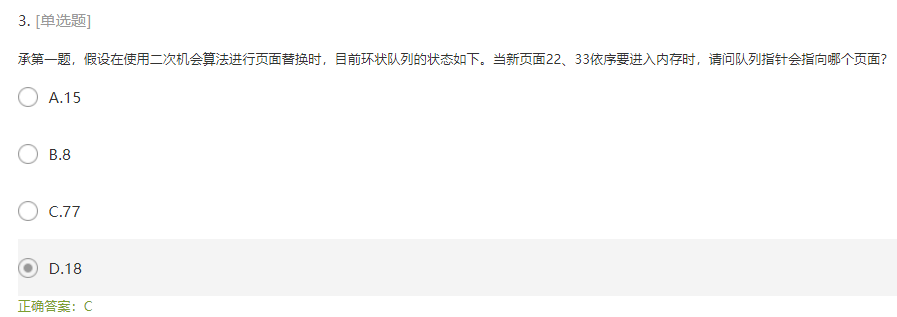 3. [单选题]
承第一题，假设在使用二次机会算法进行页面替换时，目前环状队列的状态如下。当新页面22、33依序要进入内存时，请问队列指针会指向哪个页面?
A.15
B.8
C.77
D.18
正确答案：C